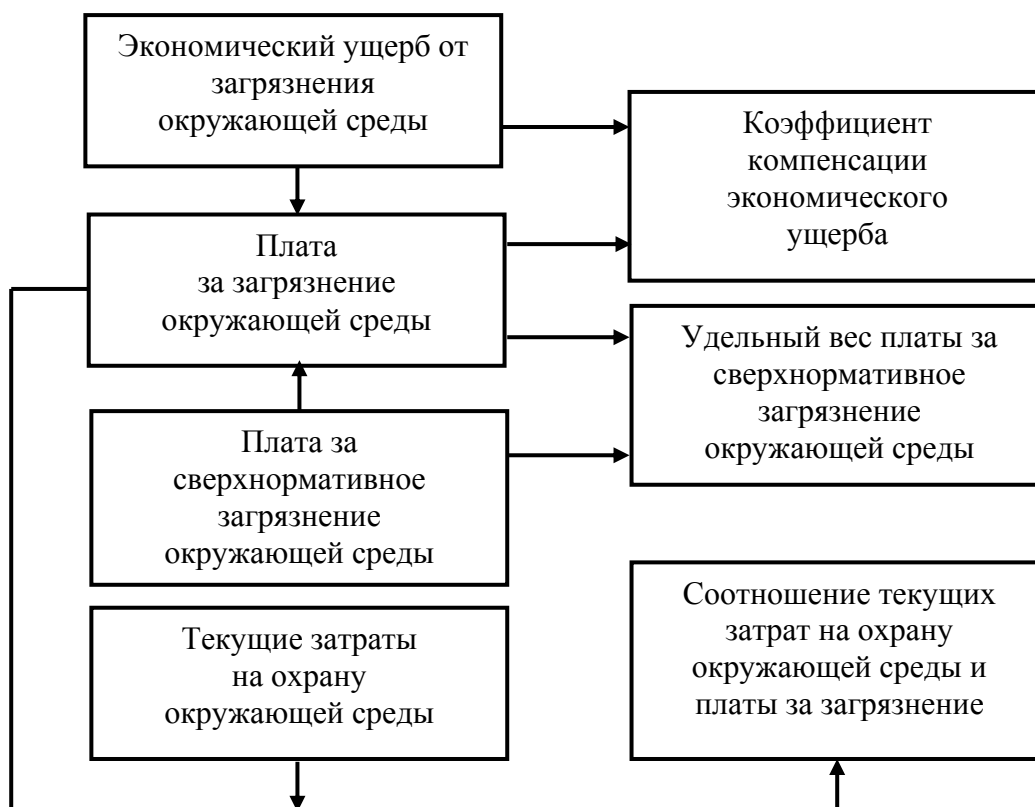 Экономический ущерб от
загрязнения
окружающей среды
Коэффициент
компенсации
экономического
ущерба
Плата
за загрязнение
окружающей среды
Удельный вес платы за
сверхнормативное
загрязнение
окружающей среды
Плата за
сверхнормативное
загрязнение
окружающей среды
Текущие затраты
на охрану
окружающей среды
Соотношение текущих
затрат на охрану
окружающей среды и
платы за загрязнение